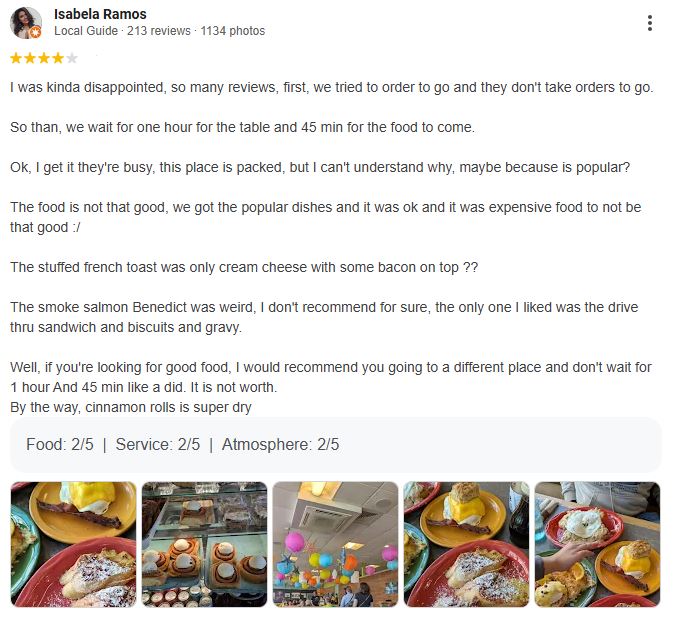 Isabela Ramos
Local Guide · 213 reviews · 1134 photos
I was kinda disappointed, so many reviews, first, we tried to order to go and they don't take orders to go.
So than, we wait for one hour for the table and 45 min for the food to come.
Ok, I get it they're busy, this place is packed, but I can't understand why, maybe because is popular?
The food is not that good, we got the popular dishes and it was ok and it was expensive food to not be
that good :/
The stuffed french toast was only cream cheese with some bacon on top ??
The smoke salmon Benedict was weird, I don't recommend for sure, the only one I liked was the drive
thru sandwich and biscuits and gravy.
Well, if you're looking for good food, I would recommend you going to a different place and don't wait for
1 hour And 45 min like a did. It is not worth.
By the way, cinnamon rolls is super dry
Food: 2/5 | Service: 2/5 | Atmosphere: 2/5